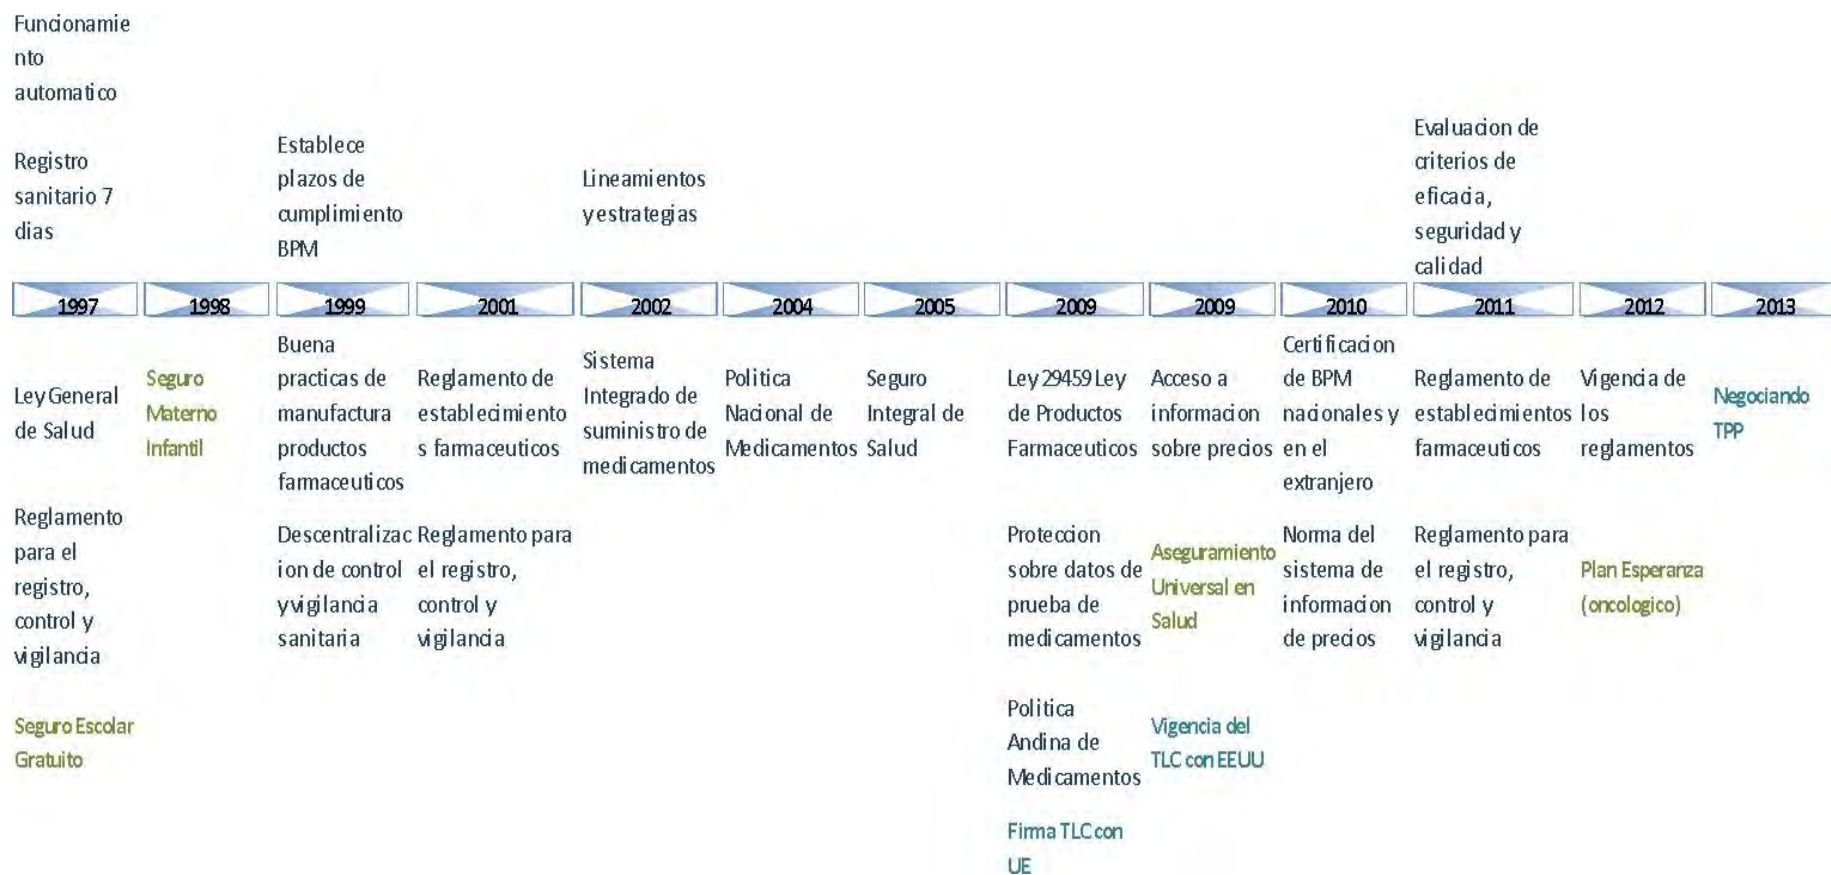 Funcionamie
nto
automatico
Registro
sanitario 7
dias
Establece
plazos de
cumplimiento
BPM
Lineamientos
y estrategias
Evaluacion de
criterios de
eficacia,
seguridad y
calidad
1997
1998
1999
2001
2002
2004
2005
2009
2009
2010
2011
2012
2013
Ley General
de Salud
Seguro
Materno
Infantil
Buena
practicas de
manufactura
productos
farmaceuticos
Reglamento de
establecimiento
s farmaceuticos
Sistema
Integrado de
suministro de
medicamentos
Politica
Nacional de
Medicamentos
Seguro
Integral de
Salud
Ley 29459 Ley
de Productos
Farmaceuticos
Acceso a
informacion
sobre precios
Certificacion
de BPM
nacionales y
en el
extranjero
Reglamento de
establecimientos
farmaceuticos
Vigencia de
los
reglamentos
Negociando
TPP
Reglamento
para el
registro,
control y
vigilancia
Descentralizac
ion de control
y vigilancia
sanitaria
Reglamento para
el registro,
control y
vigilancia
Proteccion
sobre datos de
prueba de
medicamentos
Aseguramiento
Universal en
Salud
Norma del
sistema de
informacion
de precios
Reglamento para
el registro,
control y
vigilancia
Plan Esperanza
(oncologico)
Seguro Escolar
Gratuito
Politica
Andina de
Medicamentos
Vigencia del
TLC con EEUU
Firma TLC con
UE